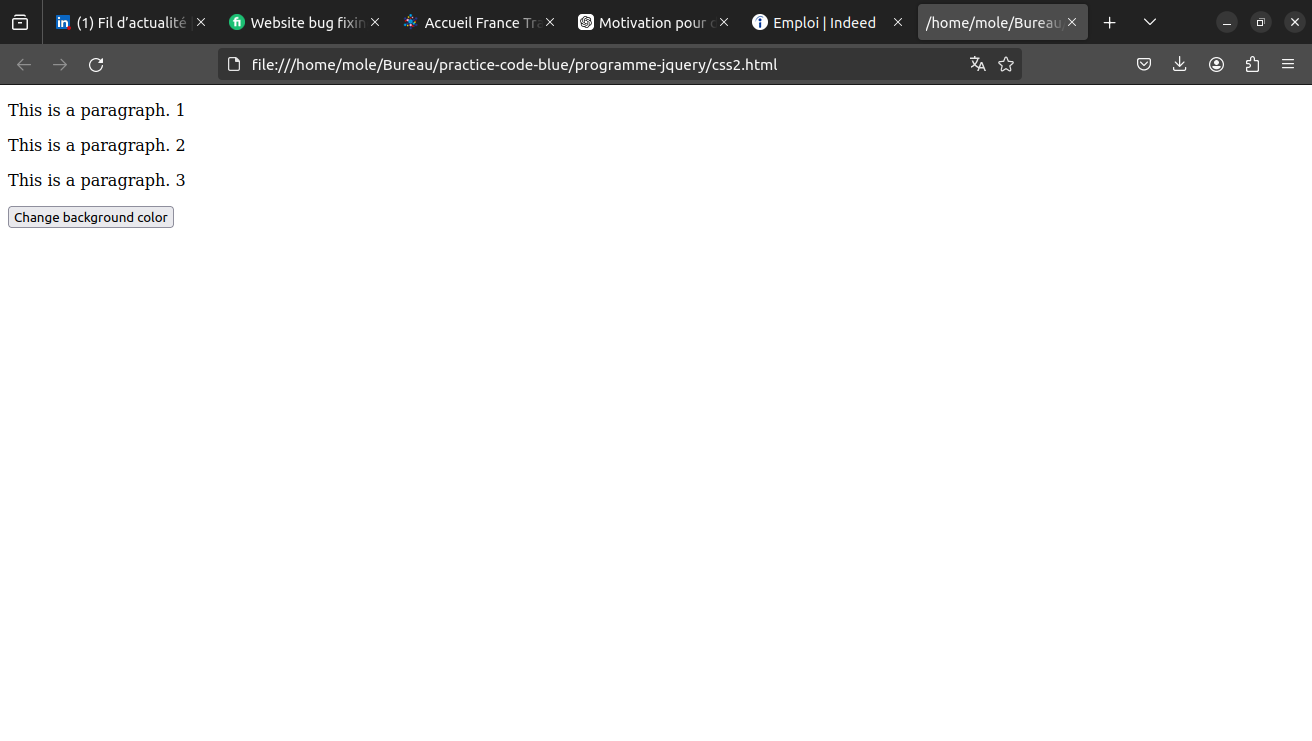 (1) Fil d’actualité
Website bug fixin
Accueil France Tra
Motivation pour
Emploi | Indeed
/home/mole/Bureau/
file:///home/mole/Bureau/practice-code-blue/programme-jquery/css2.html
This is a paragraph. 1
This is a paragraph. 2
This is a paragraph. 3
Change background color